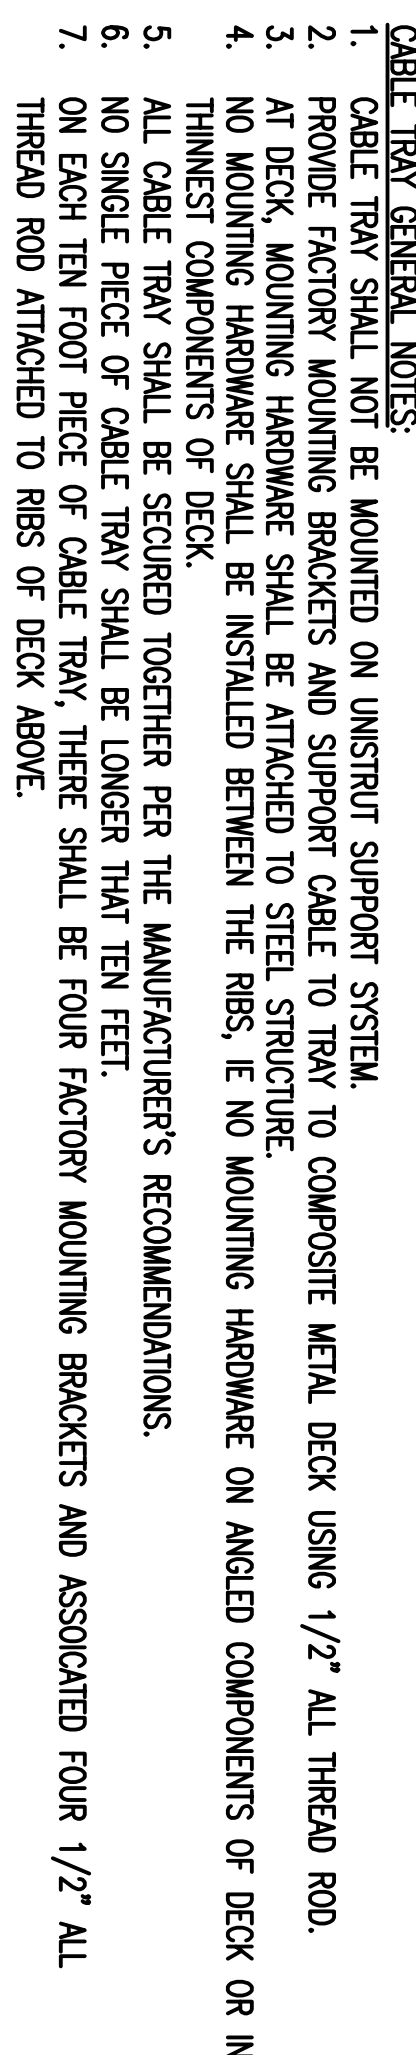 CABLE TRAY GENERAL NOTES:
1. CABLE TRAY SHALL NOT BE MOUNTED ON UNISTRUT SUPPORT SYSTEM.
2. PROVIDE FACTORY MOUNTING BRACKETS AND SUPPORT CABLE TO TRAY TO COMPOSITE METAL DECK USING 1/2" ALL THREAD ROD.
3. AT DECK, MOUNTING HARDWARE SHALL BE ATTACHED TO STEEL STRUCTURE.
4. NO MOUNTING HARDWARE SHALL BE INSTALLED BETWEEN THE RIBS, IE NO MOUNTING HARDWARE ON ANGLED COMPONENTS OF DECK OR IN
THINNEST COMPONENTS OF DECK.
5. ALL CABLE TRAY SHALL BE SECURED TOGETHER PER THE MANUFACTURER'S RECOMMENDATIONS.
6. NO SINGLE PIECE OF CABLE TRAY SHALL BE LONGER THAT TEN FEET.
7. ON EACH TEN FOOT PIECE OF CABLE TRAY, THERE SHALL BE FOUR FACTORY MOUNTING BRACKETS AND ASSOICATED FOUR 1/2" ALL
THREAD ROD ATTACHED TO RIBS OF DECK ABOVE.